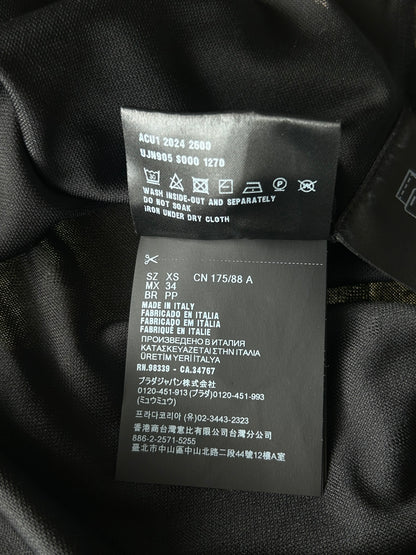 ACU1 2024 2600
UJN905 S OOO 1270
WASH INSIDE-OUT AND SEPARATELY
DO NOT SOAK
IRON UNDER DRY CLOTH
SZ XS CN 175/88 A
MX 34
BR PP
MADE IN ITALY
FABRICADO EN ITALIA
FABRICADO EM ITÀLIA
FABRIQUÉ EN ITALIE
ПРОИЗВЕДЕНО В ИТАЛИИ
ΚΑΤΑΣΚΕΥΑΖΕΤΑΙ ΣΤΗΝ ΙΤΑΛΙΑ
ÜRETİM YERİ İTALYA
RN.98339 - CA.34767
プラダジャパン株式会社
0120-451-913 (プラダ) 0120-451-993
(ミュウミュウ)
프라다코리아 (유) 02-3443-2323
香港商台灣惠比有限公司台灣分公司
886-2-2571-5255
臺北市中山區中山北路二段44號12樓A室